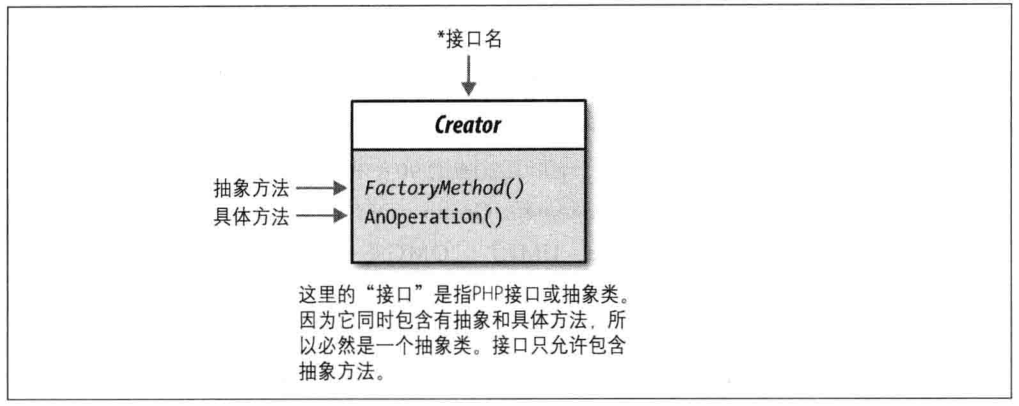 *接口名
Creator
抽象方法
FactoryMethod()
具体方法
AnOperation()
这里的“接口”是指PHP接口或抽象类。
因为它同时包含有抽象和具体方法，所
以必然是一个抽象类。接口只允许包含
抽象方法。